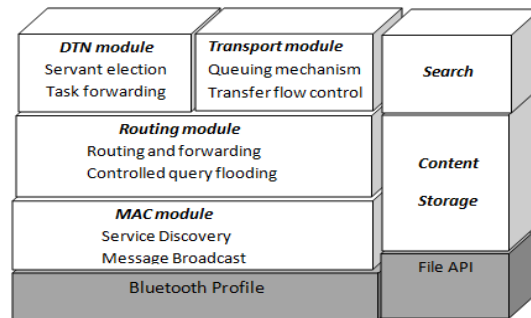 DTN module
Servant election
Task forwarding
Transport module
Queuing mechanism
Transfer flow control
Search
Routing module
Routing and forwarding
Controlled query flooding
Content
Storage
MAC module
Service Discovery
Message Broadcast
File API
Bluetooth Profile